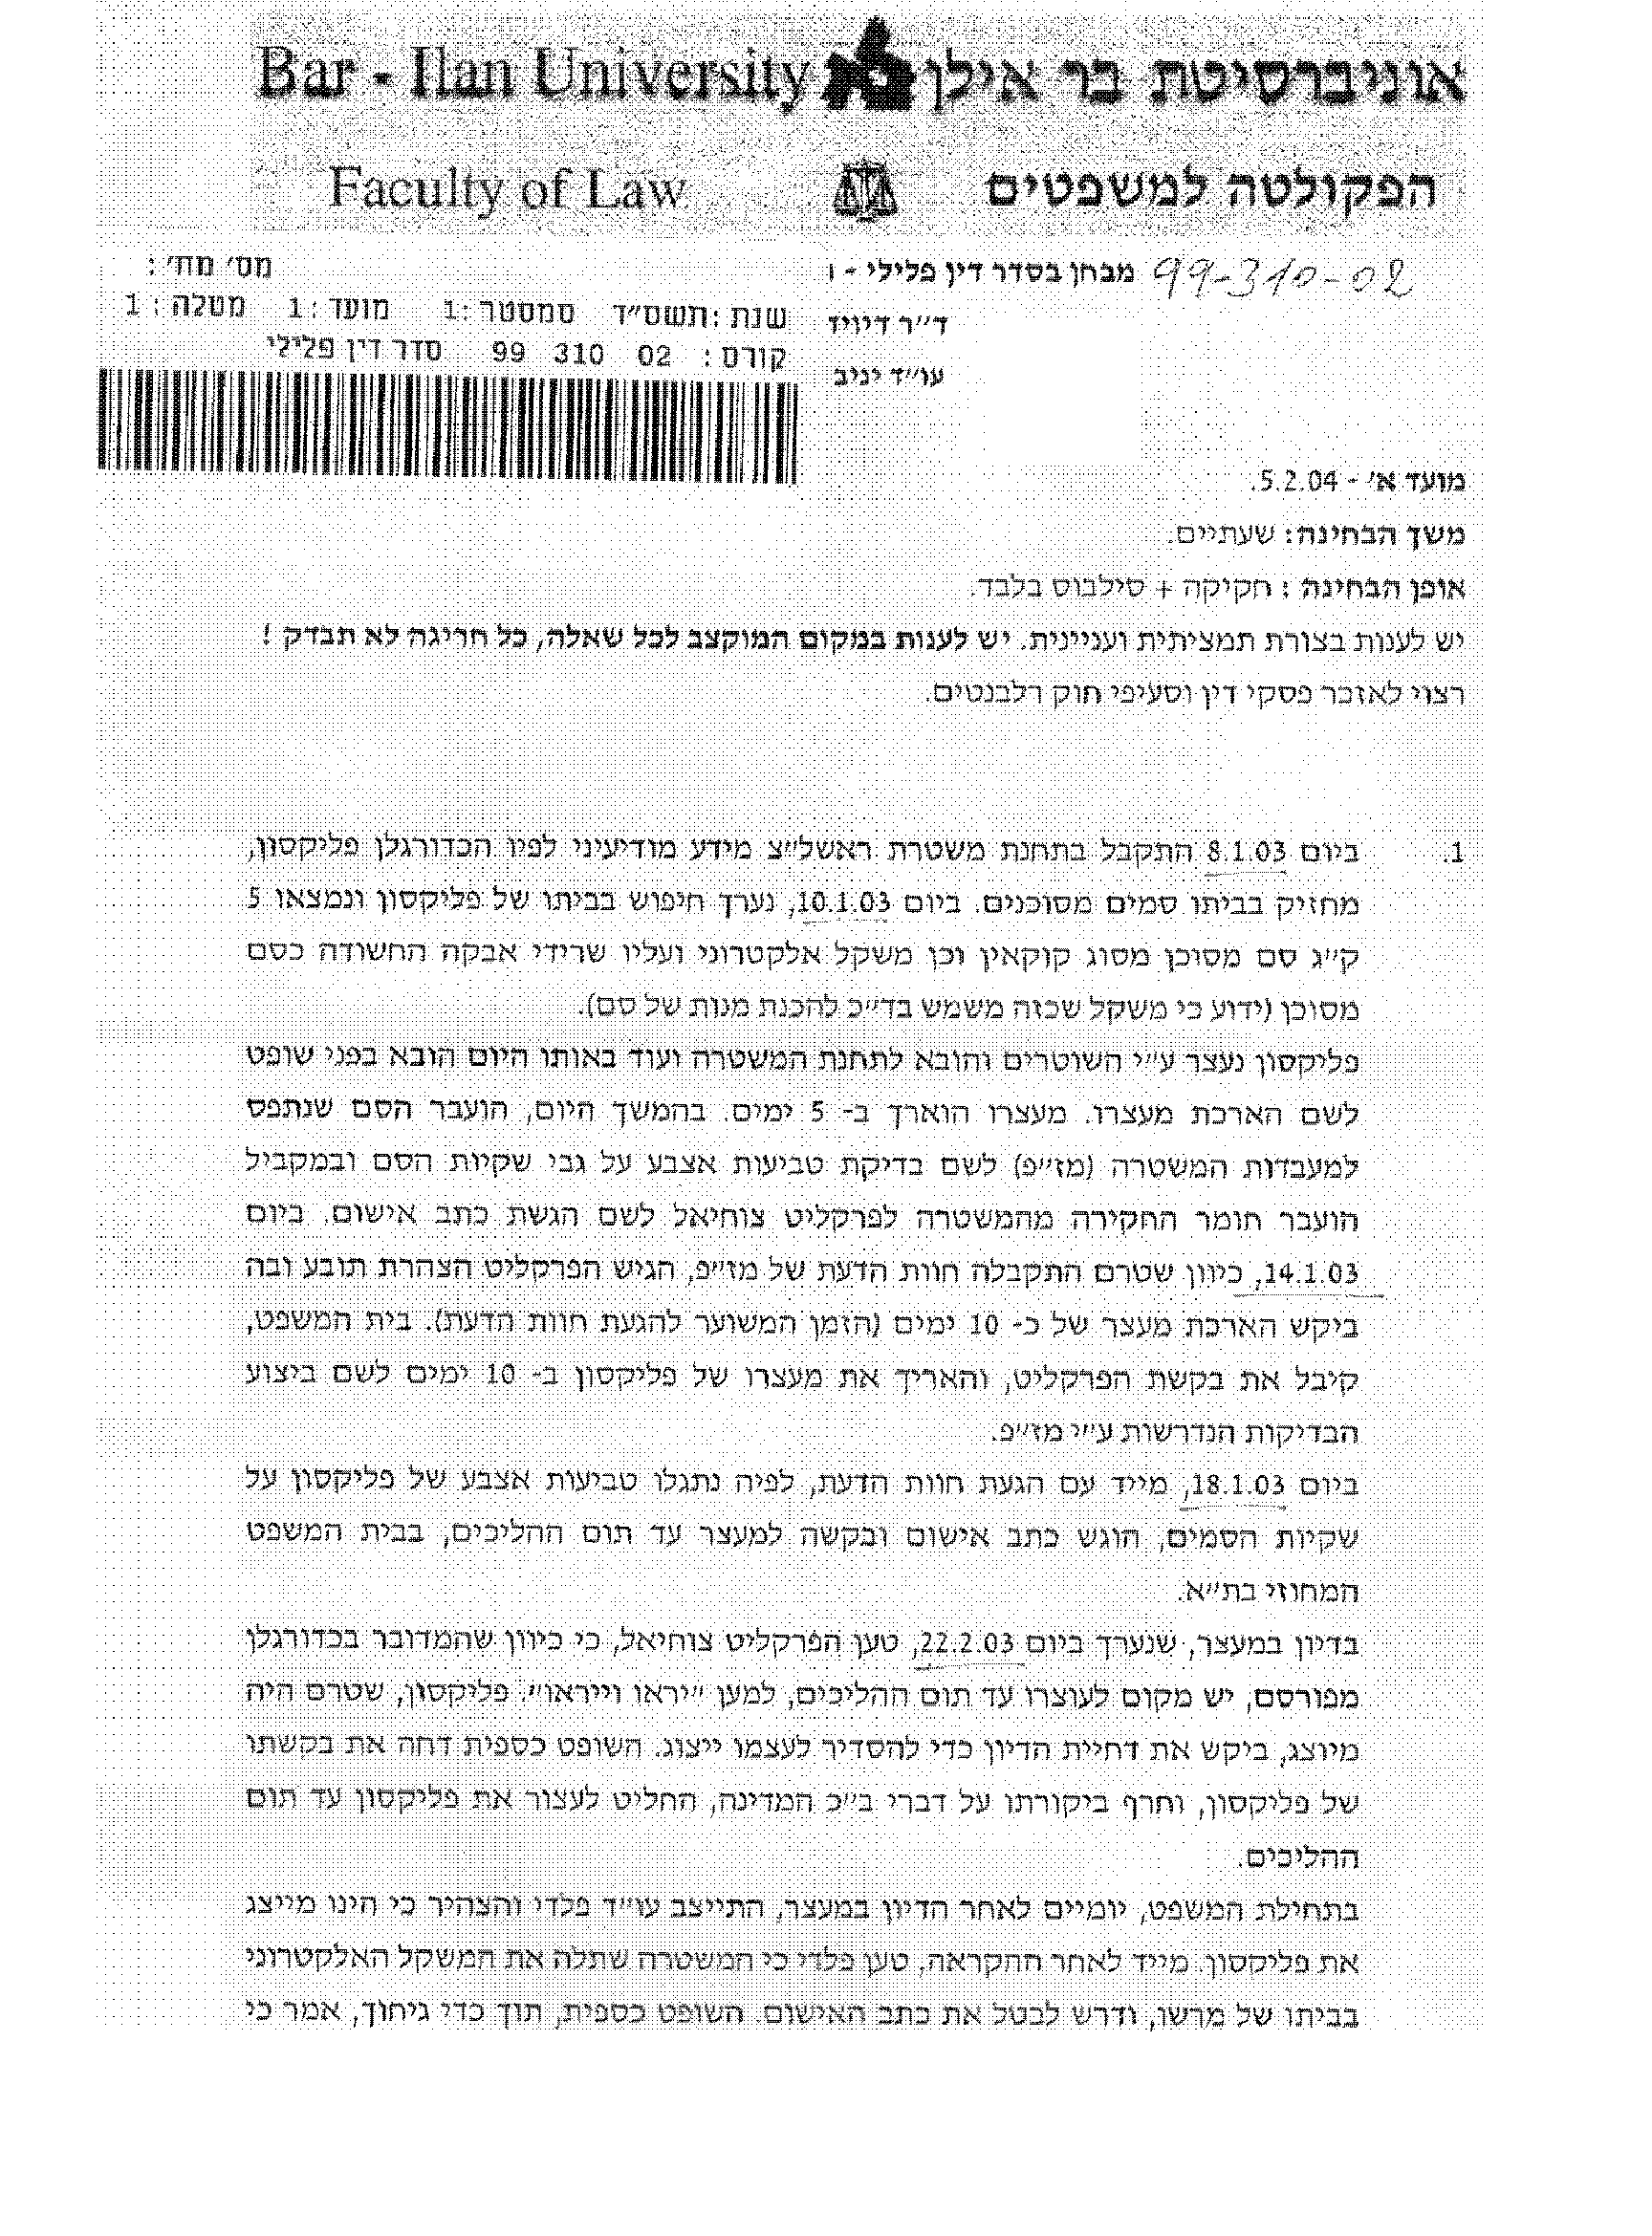 Bar - Ilan University אוניברסיטת בר אילן
Faculty of Law הפקולטה למשפטים
מבחן בסדר דין פלילי - ו 99-310-02
ד״ר דיויד
עו״ד יניב
מס׳ מח׳ :
שנת :תשס״ד סמסטר :1 מועד :1 מטלה : 1
קורס : 02 310 99 סדר דין פלילי
מועד א׳ - 5.2.04.
משך הבחינה: שעתיים.
אופן הבחינה : חקיקה + סילבוס בלבד.
יש לענות בצורת תמציתית ועניינית. יש לענות במקום המוקצב לכל שאלה, כל חריגה לא תבדק !
רצוי לאזכר פסקי דין וסעיפי חוק רלבנטים.
1. ביום 8.1.03 התקבל בתחנת משטרת ראשל״צ מידע מודיעיני לפיו הכדורגלן פליקסון,
מחזיק בביתו סמים מסוכנים. ביום 10.1.03, נערך חיפוש בביתו של פליקסון ונמצאו 5
ק״ג סם מסוכן מסוג קוקאין וכן משקל אלקטרוני ועליו שרידי אבקה החשודה כסם
מסוכן (ידוע כי משקל שכזה משמש בד״כ להכנת מנות של סם).
פליקסון נעצר ע״י השוטרים והובא לתחנת המשטרה ועוד באותו היום הובא בפני שופט
לשם הארכת מעצרו. מעצרו הוארך ב- 5 ימים. בהמשך היום, הועבר הסם שנתפס
למעבדות המשטרה (מז״פ) לשם בדיקת טביעות אצבע על גבי שקיות הסם ובמקביל
הועבר חומר החקירה מהמשטרה לפרקליט צוחיאל לשם הגשת כתב אישום. ביום
14.1.03, כיוון שטרם התקבלה חוות הדעת של מז״פ, הגיש הפרקליט הצהרת תובע ובה
ביקש הארכת מעצר של כ- 10 ימים (הזמן המשוער להגעת חוות הדעת). בית המשפט,
קיבל את בקשת הפרקליט, והאריך את מעצרו של פליקסון ב- 10 ימים לשם ביצוע
הבדיקות הנדרשות ע״י מז״פ.
ביום 18.1.03, מייד עם הגעת חוות הדעת, לפיה נתגלו טביעות אצבע של פליקסון על
שקיות הסמים, הוגש כתב אישום ובקשה למעצר עד תום ההליכים, בבית המשפט
המחוזי בת״א.
בדיון במעצר, שנערך ביום 22.2.03, טען הפרקליט צוחיאל, כי כיוון שהמדובר בכדורגלן
מפורסם, יש מקום לעוצרו עד תום ההליכים, למען ״יראו וייראו״. פליקסון, שטרם היה
מיוצג, ביקש את דחיית הדיון כדי להסדיר לעצמו ייצוג. השופט כספית דחה את בקשתו
של פליקסון, וחרף ביקורתו על דברי ב״כ המדינה, החליט לעצור את פליקסון עד תום
ההליכים.
בתחילת המשפט, יומיים לאחר הדיון במעצר, התייצב עו״ד פלדי והצהיר כי הינו מייצג
את פליקסון. מייד לאחר ההקראה, טען פלדי כי המשטרה שתלה את המשקל האלקטרוני
בביתו של מרשו, ודרש לבטל את כתב האישום. השופט כספית, תוך כדי גיחוך, אמר כי